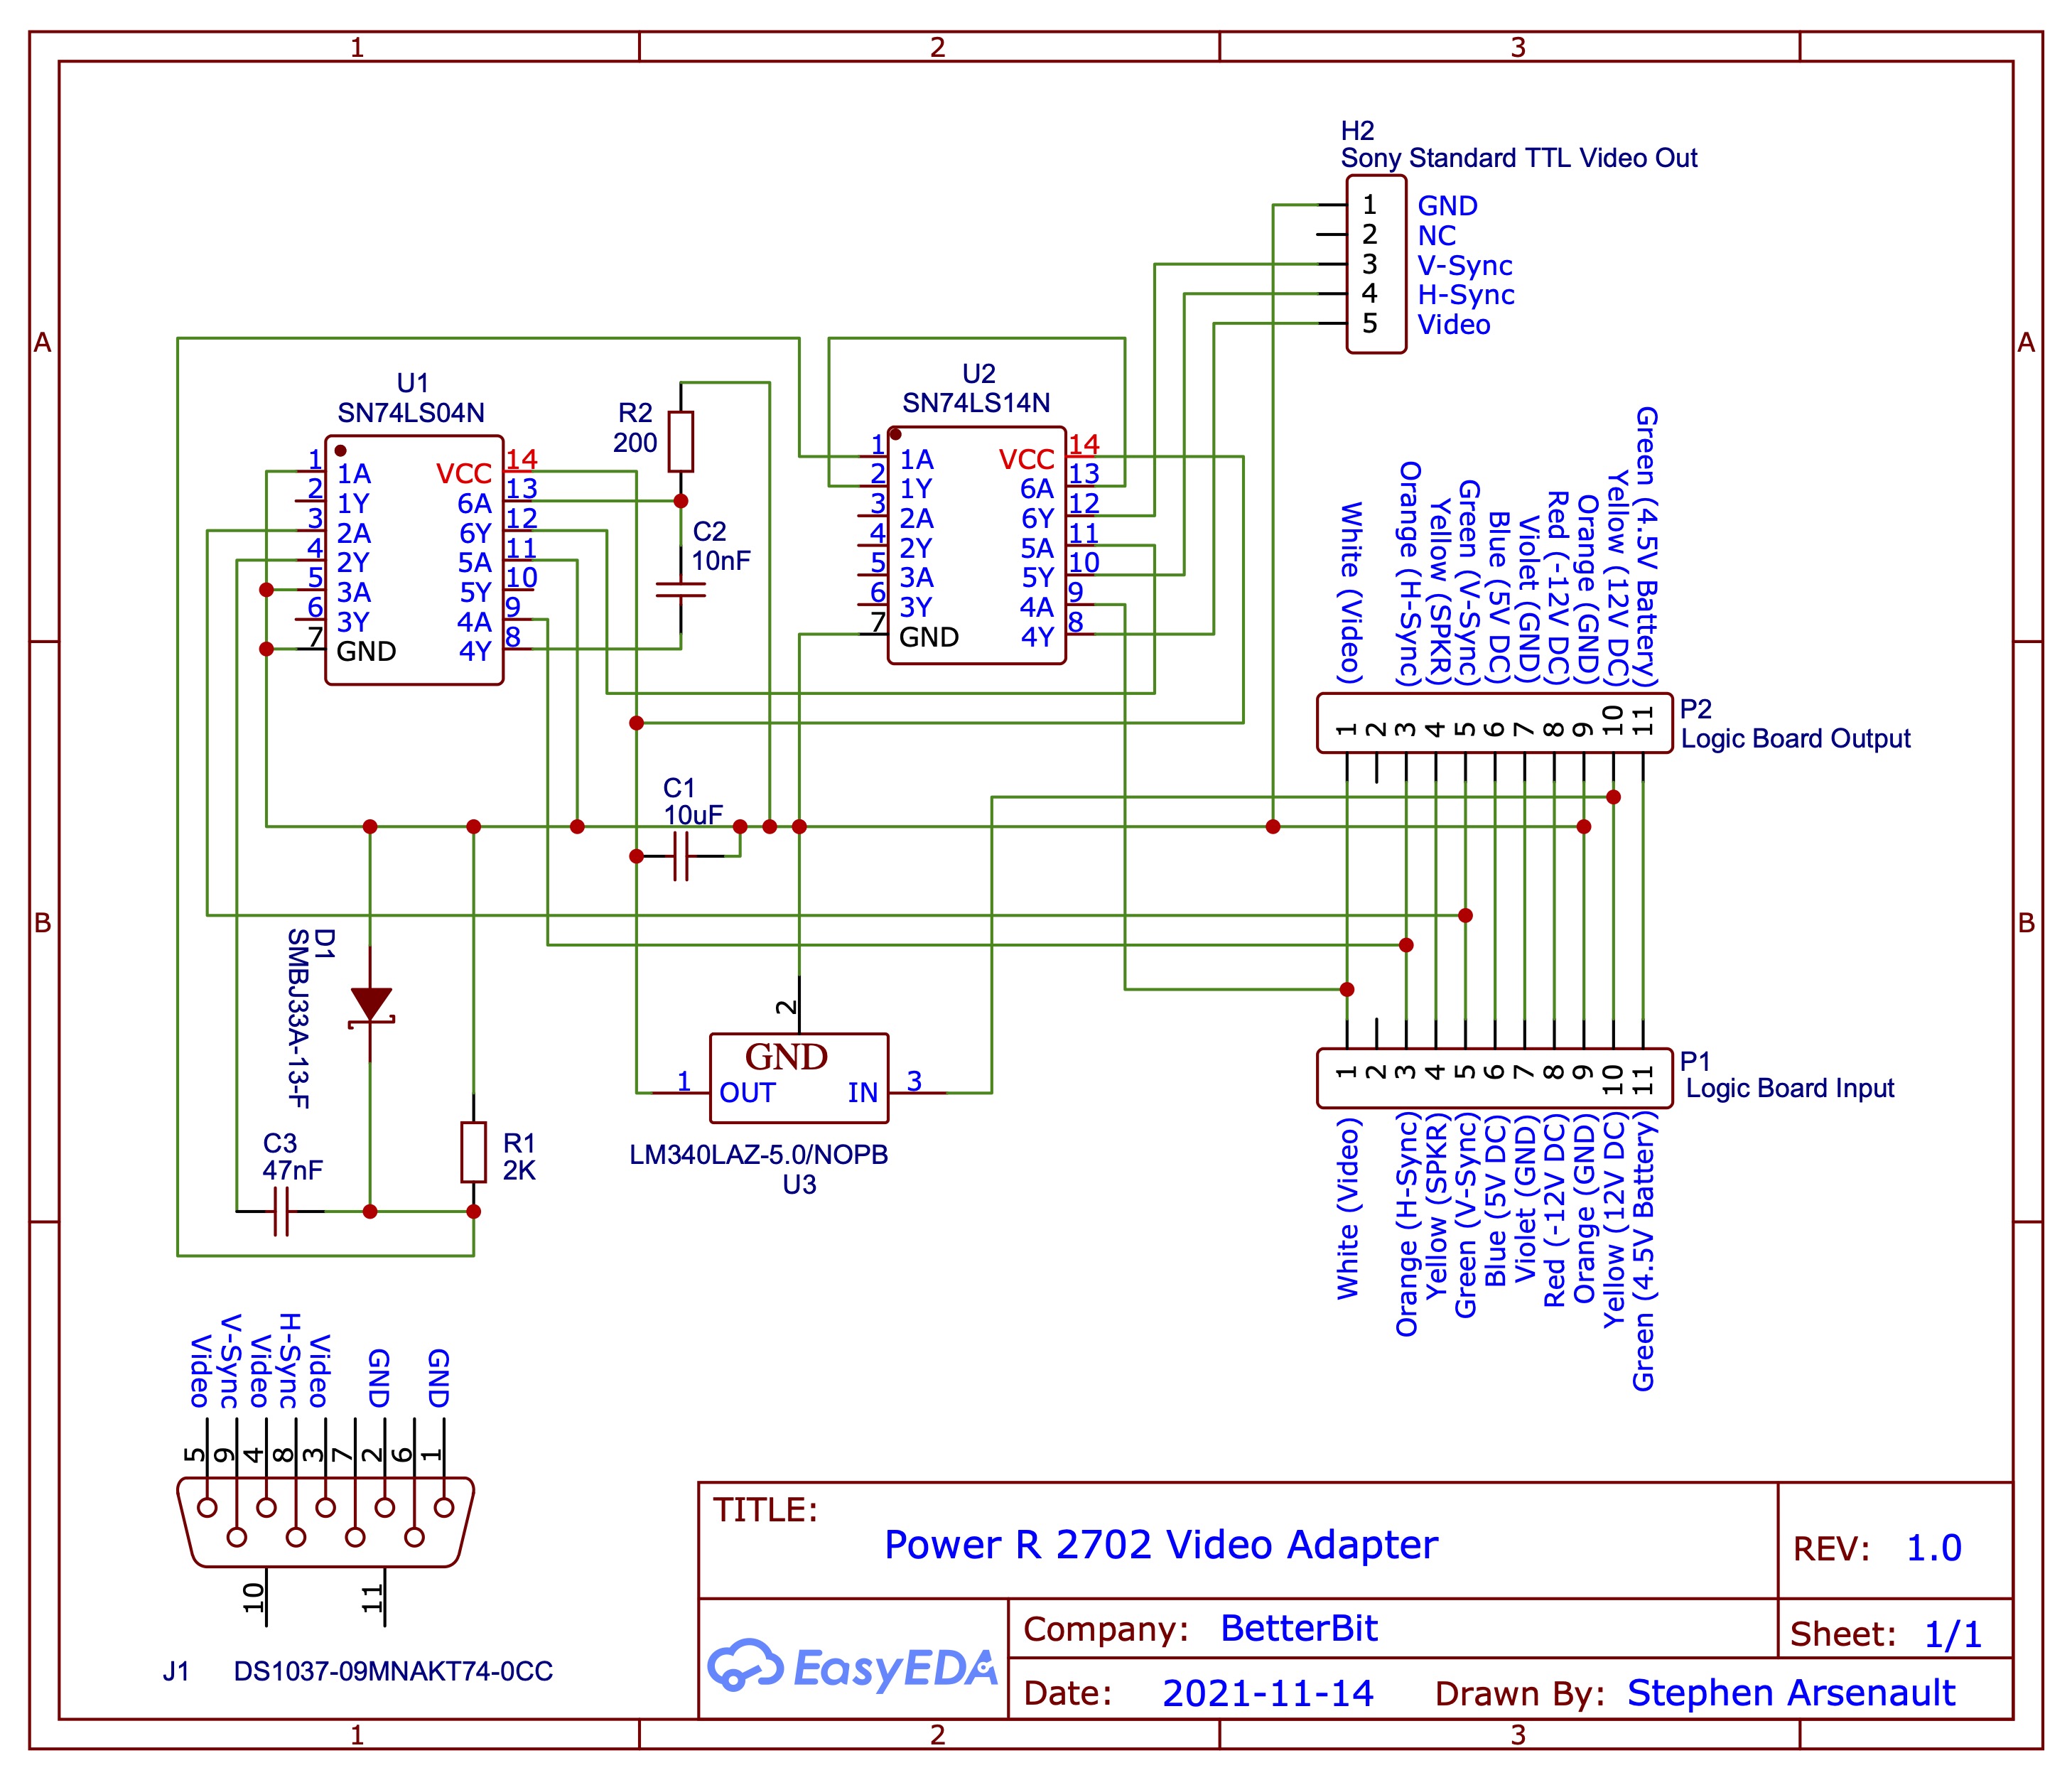 1 2 3
A A
B B
H2
Sony Standard TTL Video Out
1 GND
2 NC
3 V-Sync
4 H-Sync
5 Video
U1
SN74LS04N
1 1A VCC 14
2 1Y 6A 13
3 2A 6Y 12
4 2Y 5A 11
5 3A 5Y 10
6 3Y 4A 9
7 GND 4Y 8
R2
200
C2
10nF
U2
SN74LS14N
1 1A VCC 14
2 1Y 6A 13
3 2A 6Y 12
4 2Y 5A 11
5 3A 5Y 10
6 3Y 4A 9
7 GND 4Y 8
White (Video)
Orange (H-Sync)
Yellow (SPKR)
Green (V-Sync)
Blue (5V DC)
Violet (GND)
Red (-12V DC)
Orange (GND)
Yellow (12V DC)
Green (4.5V Battery)
1 2 3 4 5 6 7 8 9 10 11
P2
Logic Board Output
C1
10uF
D1
SMBJ33A-13-F
C3
47nF
R1
2K
2
GND
1 OUT IN 3
LM340LAZ-5.0/NOPB
U3
1 2 3 4 5 6 7 8 9 10 11
P1
Logic Board Input
White (Video)
Orange (H-Sync)
Yellow (SPKR)
Green (V-Sync)
Blue (5V DC)
Violet (GND)
Red (-12V DC)
Orange (GND)
Yellow (12V DC)
Green (4.5V Battery)
Video
V-Sync
Video
H-Sync
Video
GND
GND
5 9 4 8 3 7 2 6 1
10 11
J1 DS1037-09MNAKT74-0CC
TITLE:
Power R 2702 Video Adapter
REV: 1.0
EasyEDA
Company: BetterBit
Sheet: 1/1
Date: 2021-11-14 Drawn By: Stephen Arsenault
1 2 3